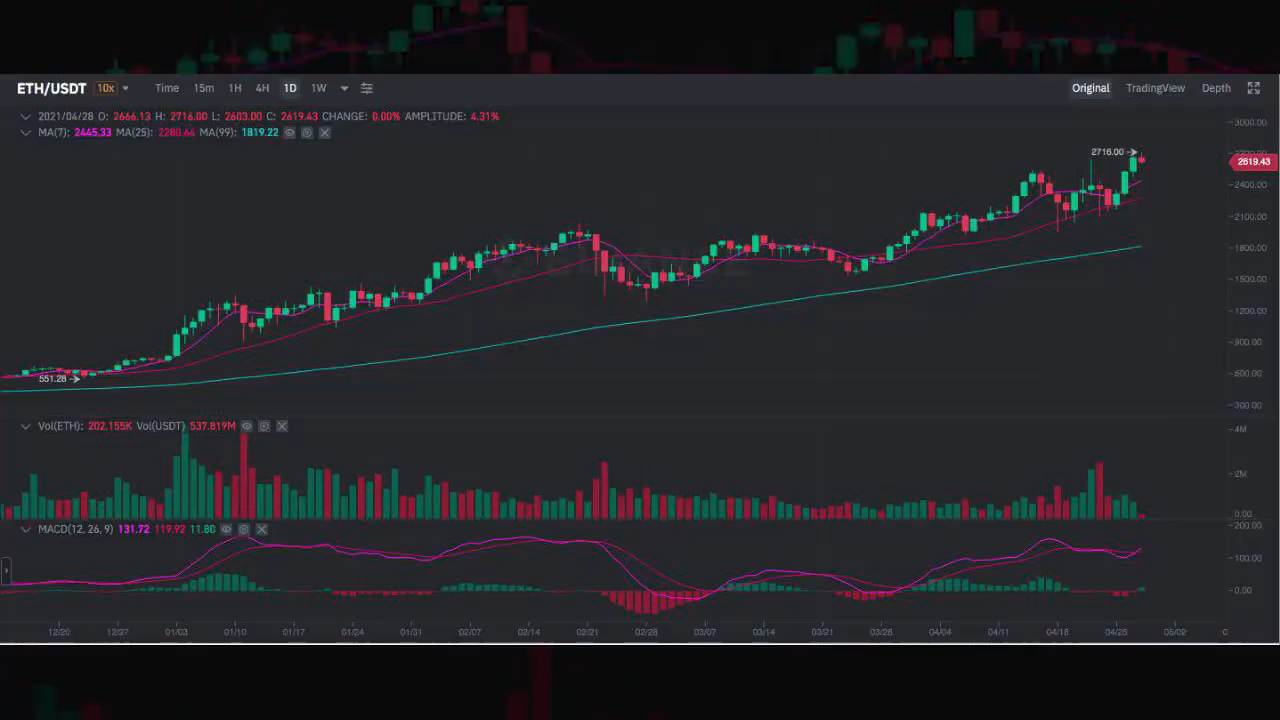 ETH/USDT 10x Time 15m 1H 4H 1D 1W Original TradingView Depth
2021/04/28 O: 2666.13 H: 2716.00 L: 2603.00 C: 2619.43 CHANGE: 0.00% AMPLITUDE: 4.31%
MA(7): 2445.33 MA(25): 2280.64 MA(99): 1819.22
3000.00
2716.00
2619.43
2400.00
2100.00
1800.00
1500.00
1200.00
900.00
600.00
551.28
300.00
Vol(ETH): 202.155K Vol(USDT) 537.819M
4M
2M
0.00
MACD(12, 26, 9) 131.72 119.92 11.80
200.00
100.00
0.00
12/20 12/27 01/03 01/10 01/17 01/24 01/31 02/07 02/14 02/21 02/28 03/07 03/14 03/21 03/28 04/04 04/11 04/18 04/25 05/02 0